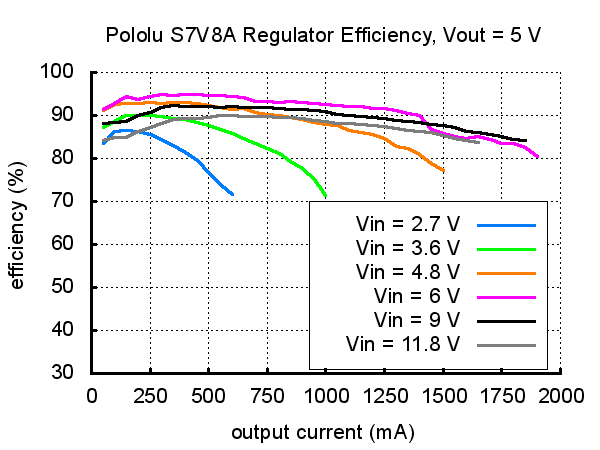 Pololu S7V8A Regulator Efficiency, Vout = 5 V
efficiency (%)
100
90
80
70
60
50
40
30
Vin = 2.7 V
Vin = 3.6 V
Vin = 4.8 V
Vin = 6 V
Vin = 9 V
Vin = 11.8 V
0 250 500 750 1000 1250 1500 1750 2000
output current (mA)